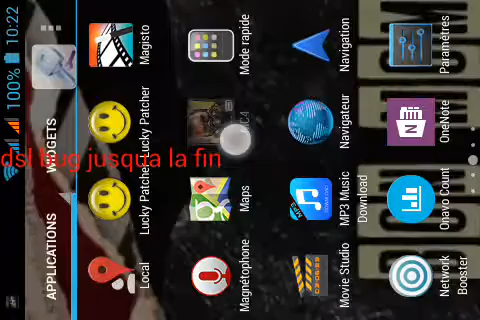 10:22
100%
APPLICATIONS
WIDGETS
dsl bug jusqua la fin
Local
Lucky Patcher
Lucky Patcher
Magisto
Magnétophone
Maps
Mode rapide
Movie Studio
MP3 Music
Download
Navigateur
Navigation
Network
Booster
Onavo Count
OneNote
Paramètres